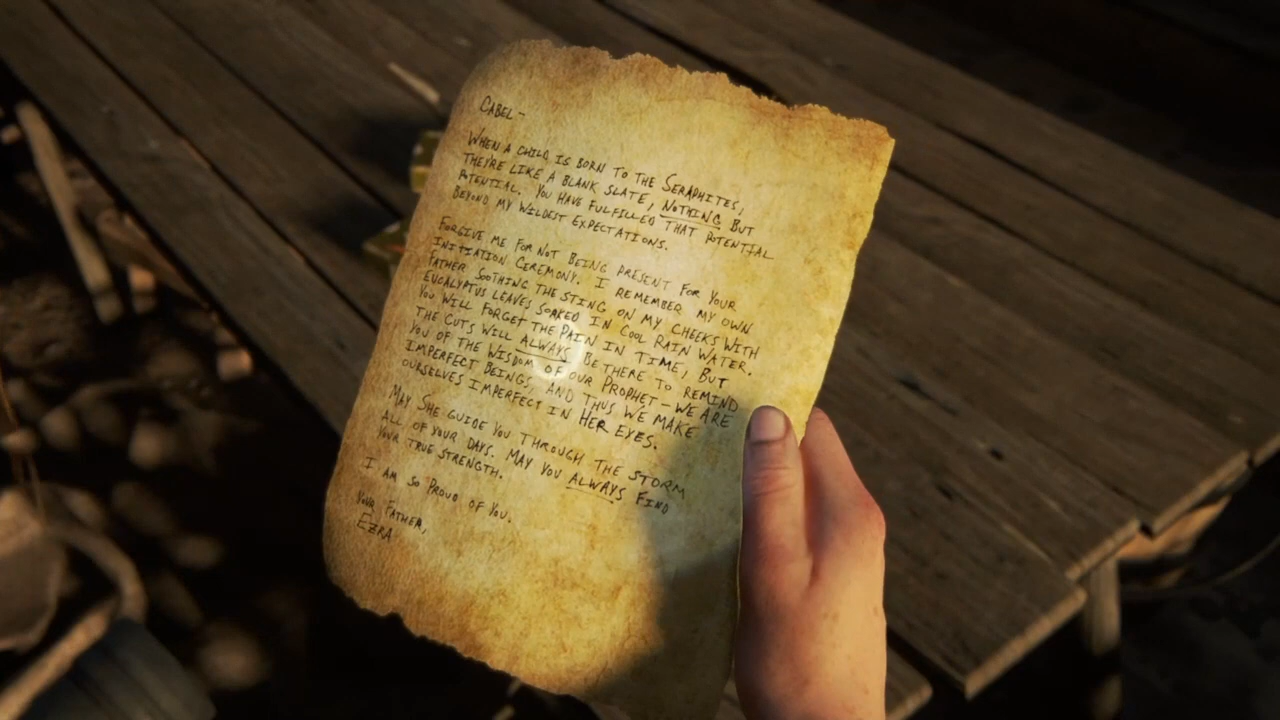 CABEL-
WHEN A CHILD IS BORN TO THE SERAPHITES,
THEY'RE LIKE A BLANK SLATE, NOTHING BUT
POTENTIAL. YOU HAVE FULFILLED THAT POTENTIAL
BEYOND MY WILDEST EXPECTATIONS.
FORGIVE ME FOR NOT BEING PRESENT FOR YOUR
INITIATION CEREMONY. I REMEMBER MY OWN
FATHER SOOTHING THE STING ON MY CHEEKS WITH
EUCALYPTUS LEAVES SOAKED IN COOL RAIN WATER.
YOU WILL FORGET THE PAIN IN TIME, BUT
THE CUTS WILL ALWAYS BE THERE TO REMIND
YOU OF THE WISDOM OF OUR PROPHET - WE ARE
IMPERFECT BEINGS, AND THUS WE MAKE
OURSELVES IMPERFECT IN HER EYES.
MAY SHE GUIDE YOU THROUGH THE STORM
ALL OF YOUR DAYS. MAY YOU ALWAYS FIND
YOUR TRUE STRENGTH.
I AM SO PROUD OF YOU.
YOUR FATHER,
EZRA